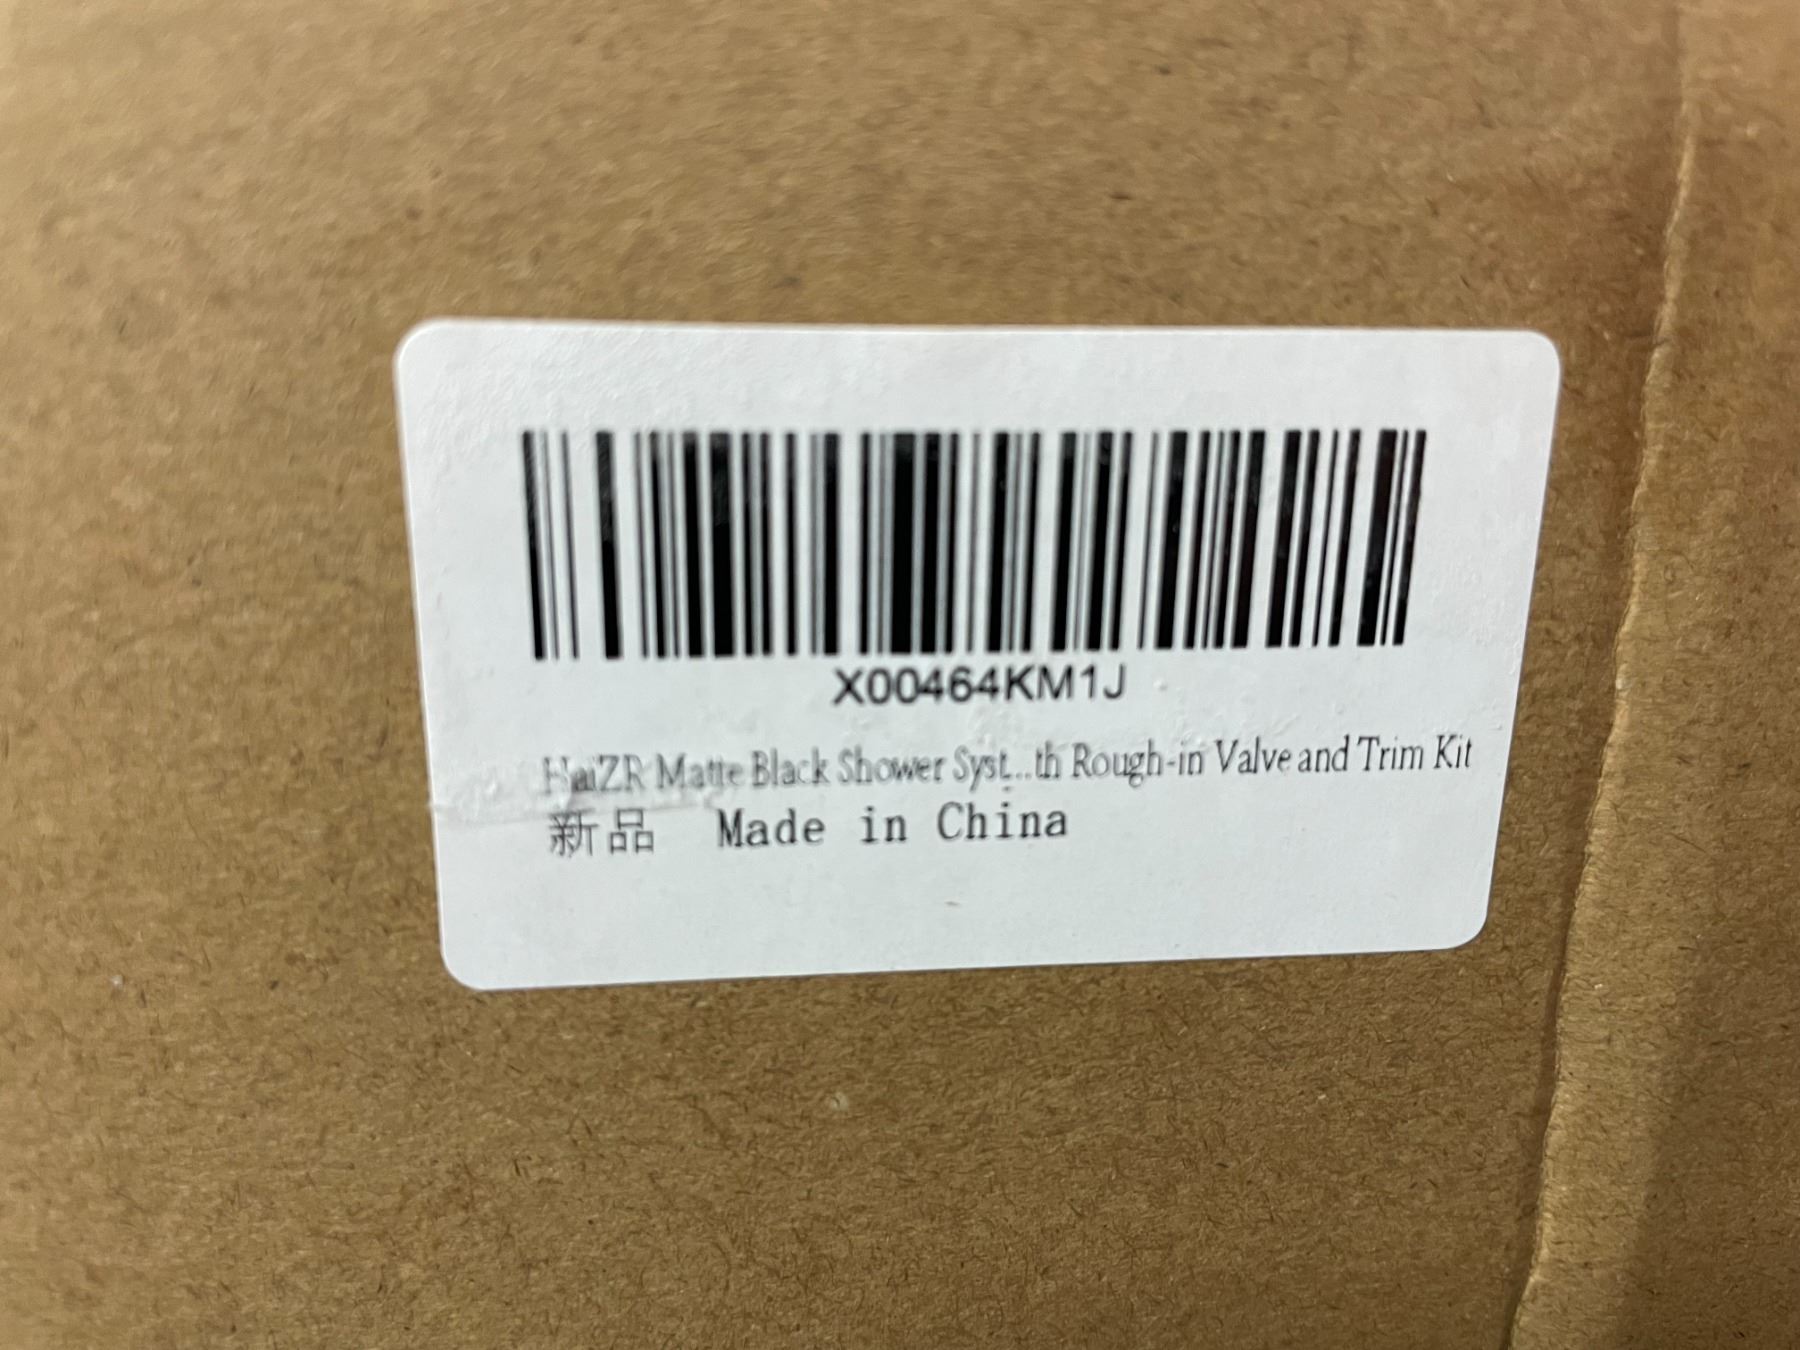 X00464KM1J
HaiZR Matte Black Shower Syst...th Rough-in Valve and Trim Kit
新品 Made in China